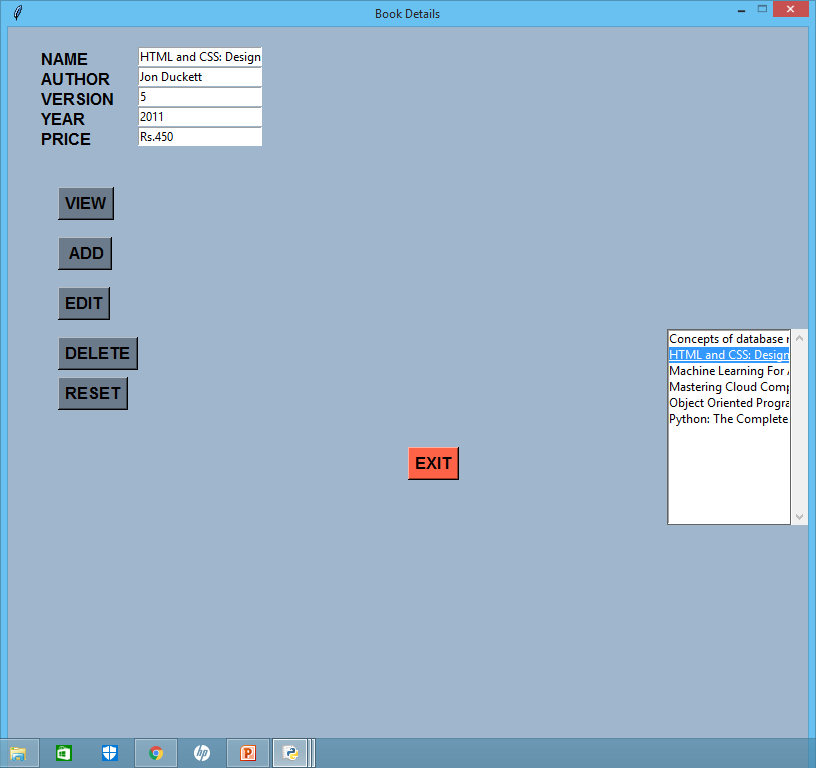 Book Details
NAME HTML and CSS: Design
AUTHOR Jon Duckett
VERSION 5
YEAR 2011
PRICE Rs.450
VIEW
ADD
EDIT
DELETE
RESET
EXIT
Concepts of database
HTML and CSS: Design
Machine Learning For
Mastering Cloud Comp
Object Oriented Progra
Python: The Complete
hp
P